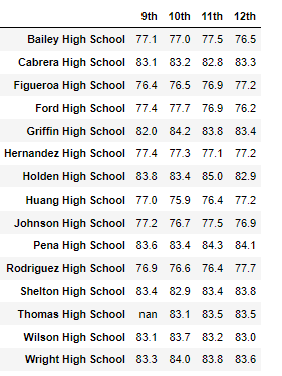 9th 10th 11th 12th
Bailey High School 77.1 77.0 77.5 76.5
Cabrera High School 83.1 83.2 82.8 83.3
Figueroa High School 76.4 76.5 76.9 77.2
Ford High School 77.4 77.7 76.9 76.2
Griffin High School 82.0 84.2 83.8 83.4
Hernandez High School 77.4 77.3 77.1 77.2
Holden High School 83.8 83.4 85.0 82.9
Huang High School 77.0 75.9 76.4 77.2
Johnson High School 77.2 76.7 77.5 76.9
Pena High School 83.6 83.4 84.3 84.1
Rodriguez High School 76.9 76.6 76.4 77.7
Shelton High School 83.4 82.9 83.4 83.8
Thomas High School nan 83.1 83.5 83.5
Wilson High School 83.1 83.7 83.2 83.0
Wright High School 83.3 84.0 83.8 83.6